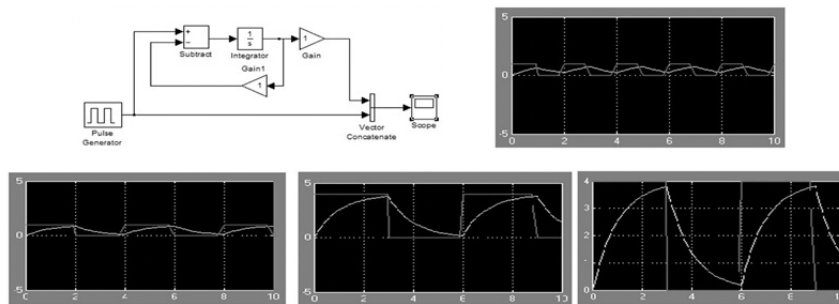 Subtract
1
s
Integrator
1
Gain
Gain1
1
Pulse
Generator
Vector
Concatenate
Scope
5
0
-5
0 2 4 6 8 10
5
0
-5
0 2 4 6 8 10
5
0
-5
0 2 4 6 8 10
4
3
2
1
0
0 2 4 6 8